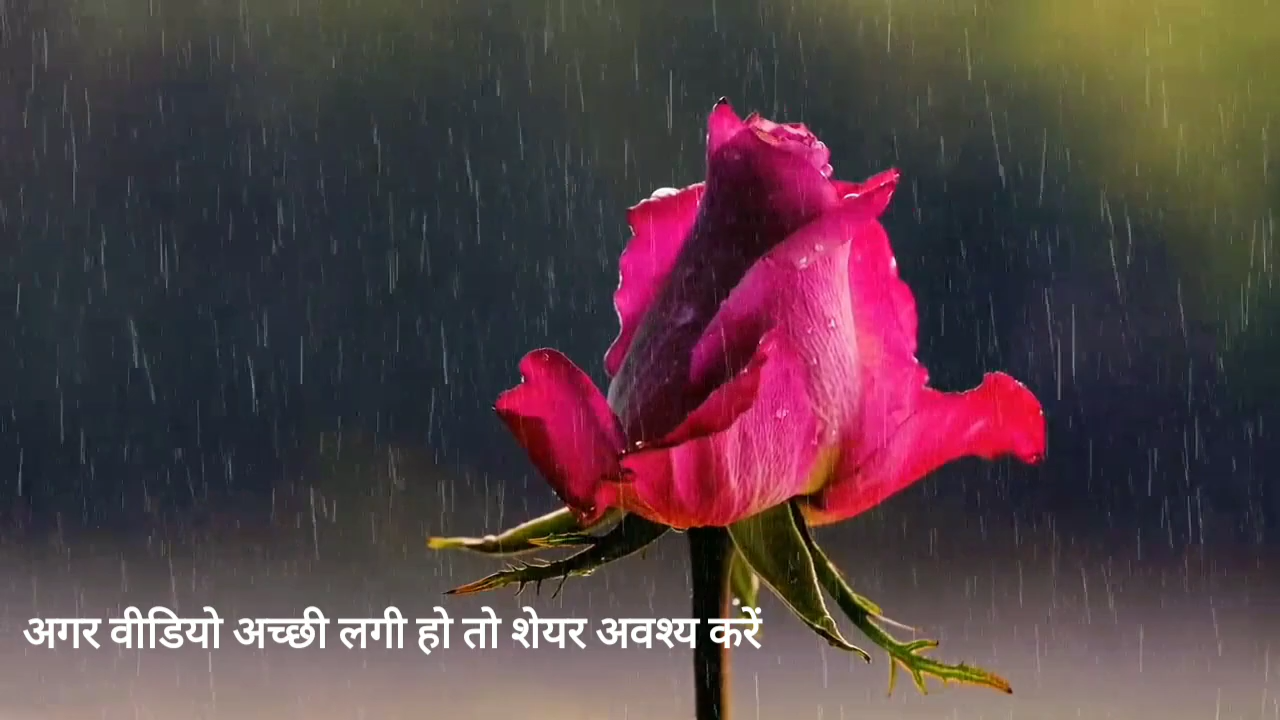 अगर वीडियो अच्छी लगी हो तो शेयर अवश्य करें